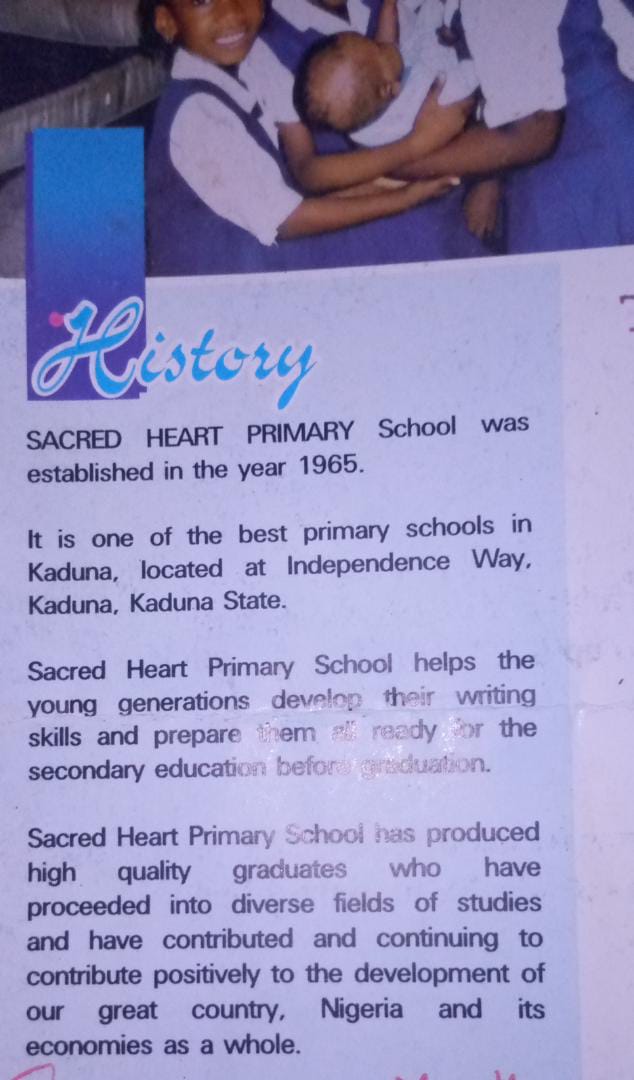 History
SACRED HEART PRIMARY School was
established in the year 1965.
It is one of the best primary schools in
Kaduna, located at Independence Way,
Kaduna, Kaduna State.
Sacred Heart Primary School helps the
young generations develop their writing
skills and prepare them all ready for the
secondary education before graduation.
Sacred Heart Primary School has produced
high quality graduates who have
proceeded into diverse fields of studies
and have contributed and continuing to
contribute positively to the development of
our great country, Nigeria and its
economies as a whole.